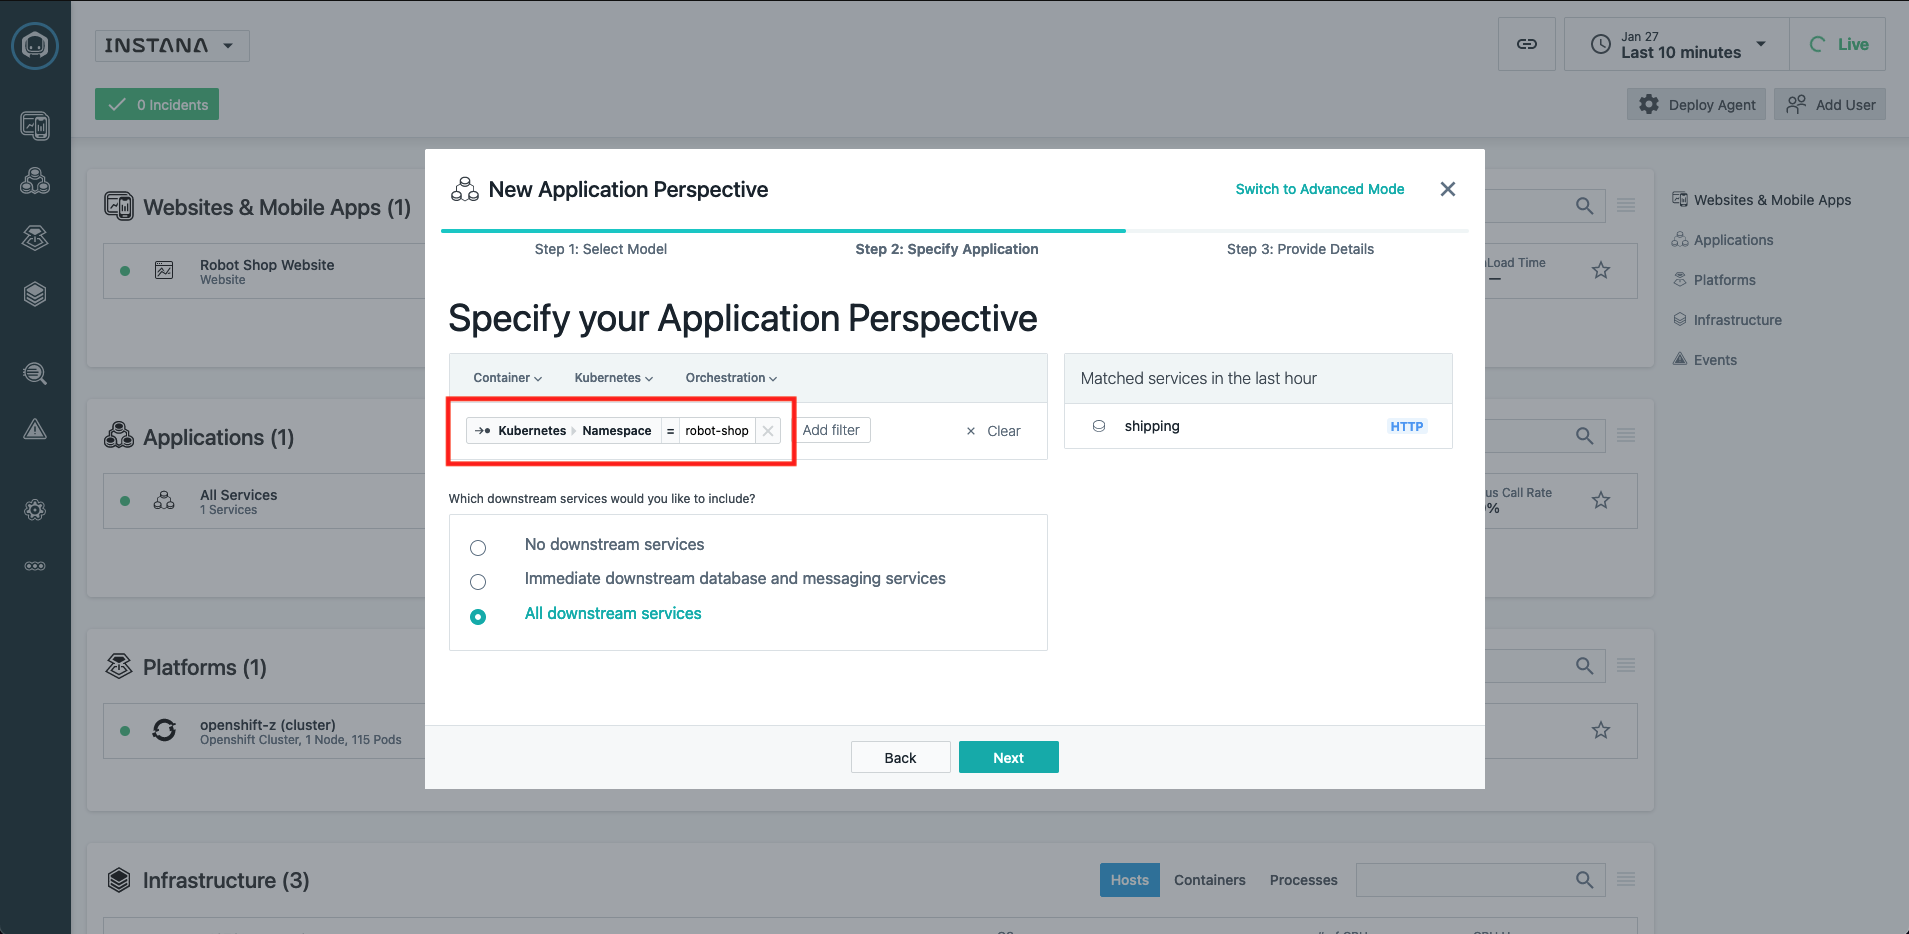 INSTANA
Jan 27
Last 10 minutes
Live
0 Incidents
Deploy Agent
Add User
New Application Perspective
Switch to Advanced Mode
Step 1: Select Model
Step 2: Specify Application
Step 3: Provide Details
Specify your Application Perspective
Container
Kubernetes
Orchestration
Kubernetes Namespace = robot-shop
Add filter
× Clear
Matched services in the last hour
shipping HTTP
Which downstream services would you like to include?
No downstream services
Immediate downstream database and messaging services
All downstream services
Back
Next
Websites & Mobile Apps (1)
Robot Shop Website
Website
Load Time
—
Applications (1)
All Services
1 Services
us Call Rate
%
Platforms (1)
openshift-z (cluster)
Openshift Cluster, 1 Node, 115 Pods
Infrastructure (3)
Hosts
Containers
Processes
Websites & Mobile Apps
Applications
Platforms
Infrastructure
Events